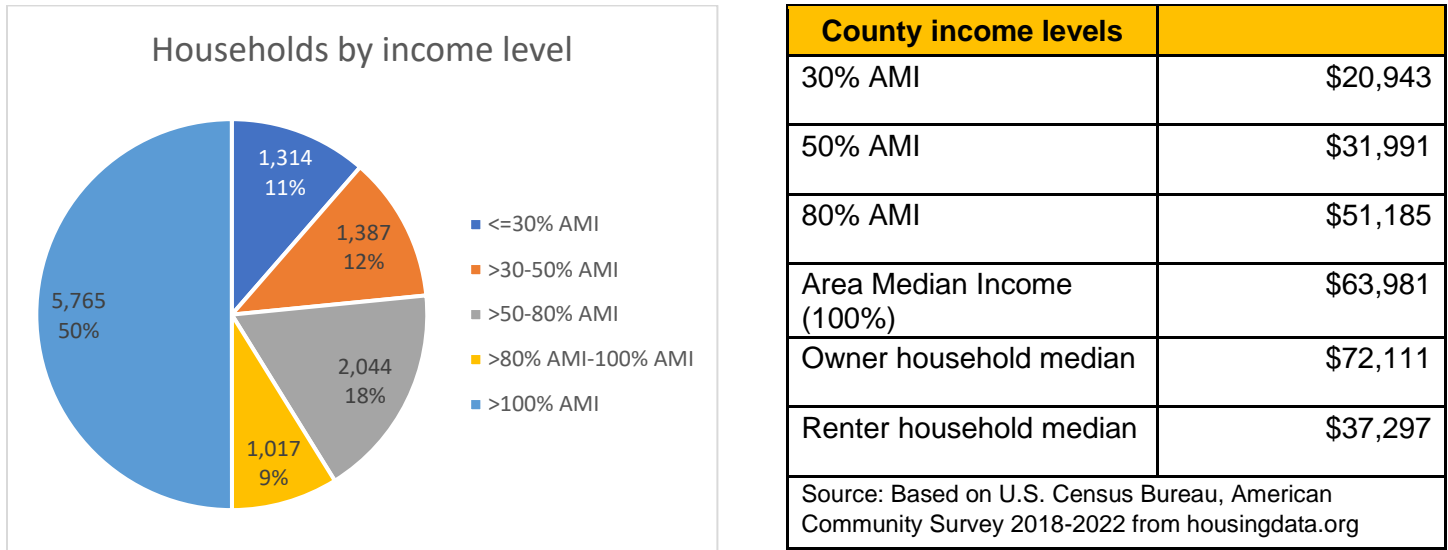 Households by income level
1,314
11%
1,387
12%
2,044
18%
1,017
9%
5,765
50%
<=30% AMI
>30-50% AMI
>50-80% AMI
>80% AMI-100% AMI
>100% AMI
County income levels
30% AMI $20,943
50% AMI $31,991
80% AMI $51,185
Area Median Income $63,981
(100%)
Owner household median $72,111
Renter household median $37,297
Source: Based on U.S. Census Bureau, American
Community Survey 2018-2022 from housingdata.org